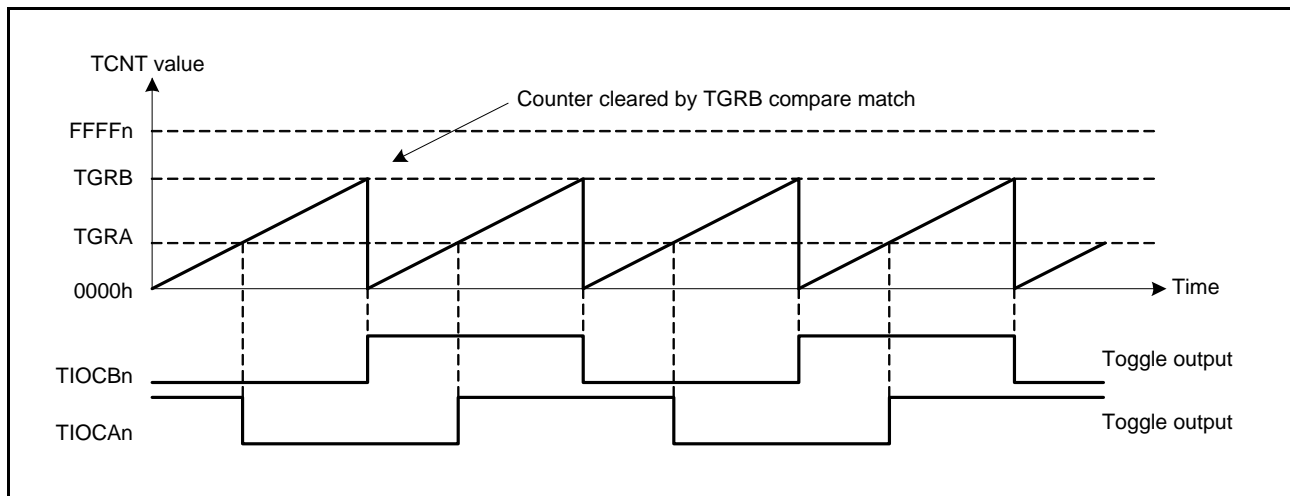 TCNT value
Counter cleared by TGRB compare match
FFFFn
TGRB
TGRA
0000h
Time
TIOCBn
Toggle output
TIOCAn
Toggle output